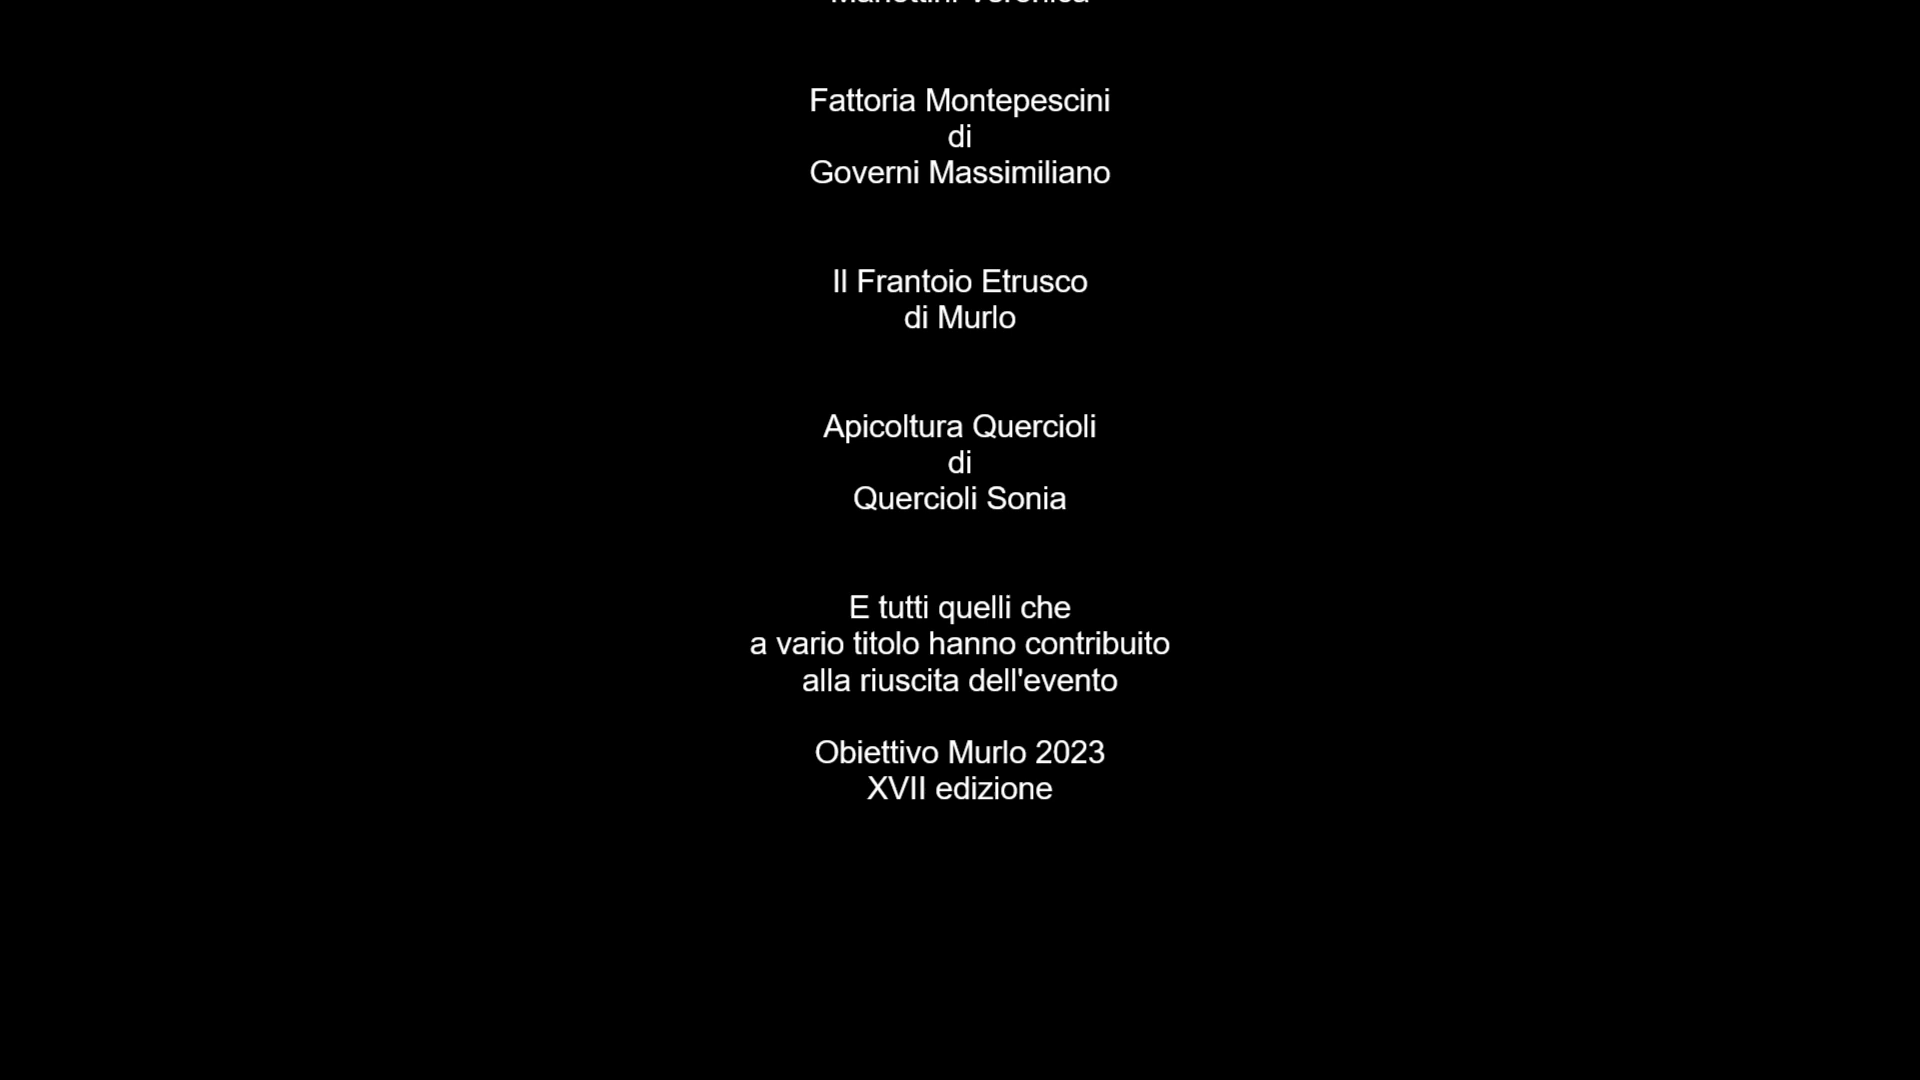 Fattoria Montepescini
di
Governi Massimiliano
Il Frantoio Etrusco
di Murlo
Apicoltura Quercioli
di
Quercioli Sonia
E tutti quelli che
a vario titolo hanno contribuito
alla riuscita dell'evento
Obiettivo Murlo 2023
XVII edizione